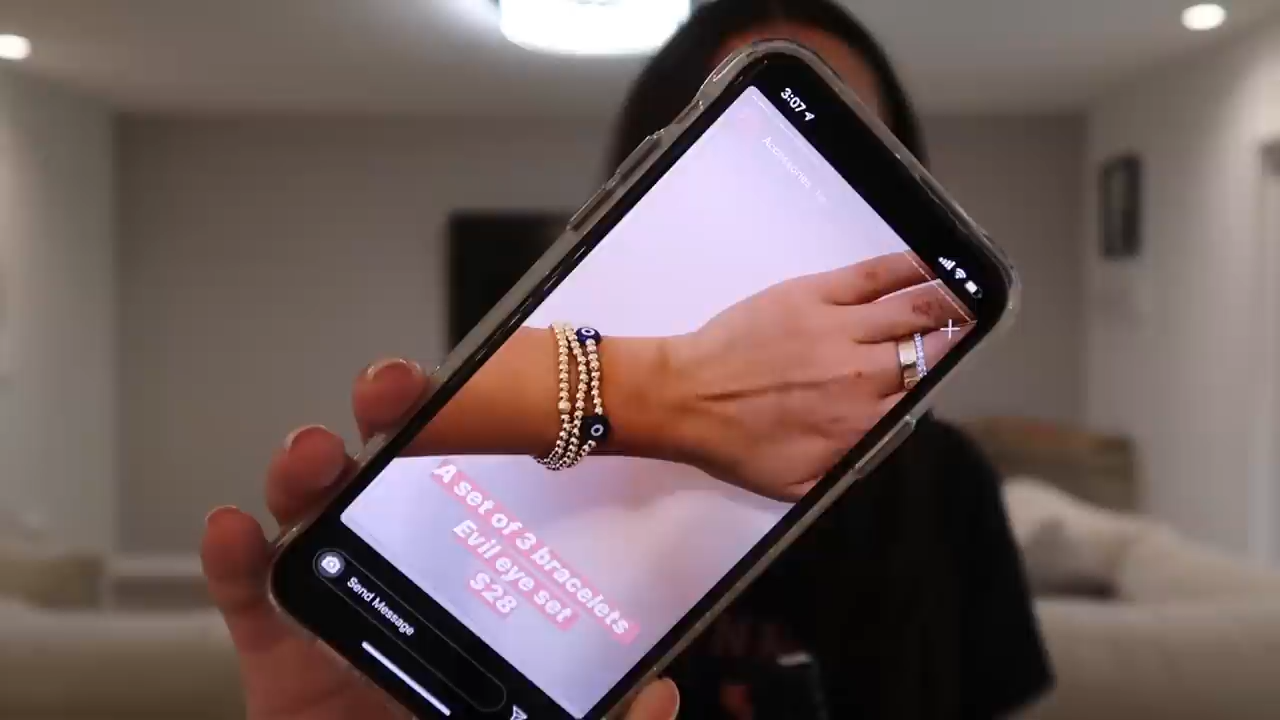 3:07
Accessories
A set of 3 bracelets
Evil eye set
$28
Send Message